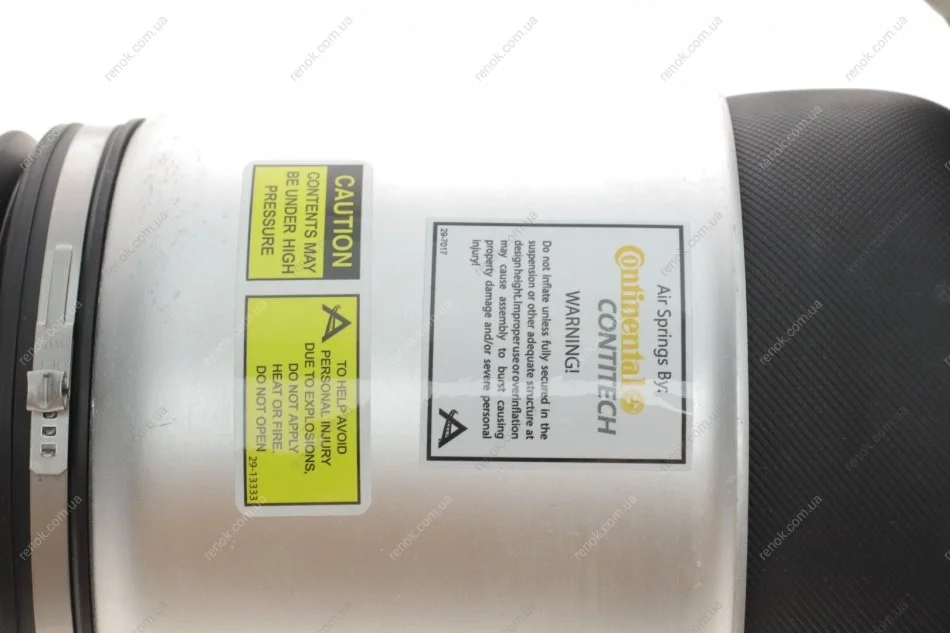 CAUTION
CONTENTS MAY
BE UNDER HIGH
PRESSURE
TO HELP AVOID
PERSONAL INJURY
DUE TO EXPLOSIONS,
DO NOT APPLY
HEAT OR FIRE.
DO NOT OPEN
29-13333
Air Springs By:
Continental
CONTITECH
WARNING!
Do not inflate unless fully secured in the
suspension or other adequate structure at
design height. Improper use or overinflation
may cause assembly to burst causing
property damage and/or severe personal
injury!
29-7017
renok.com.ua